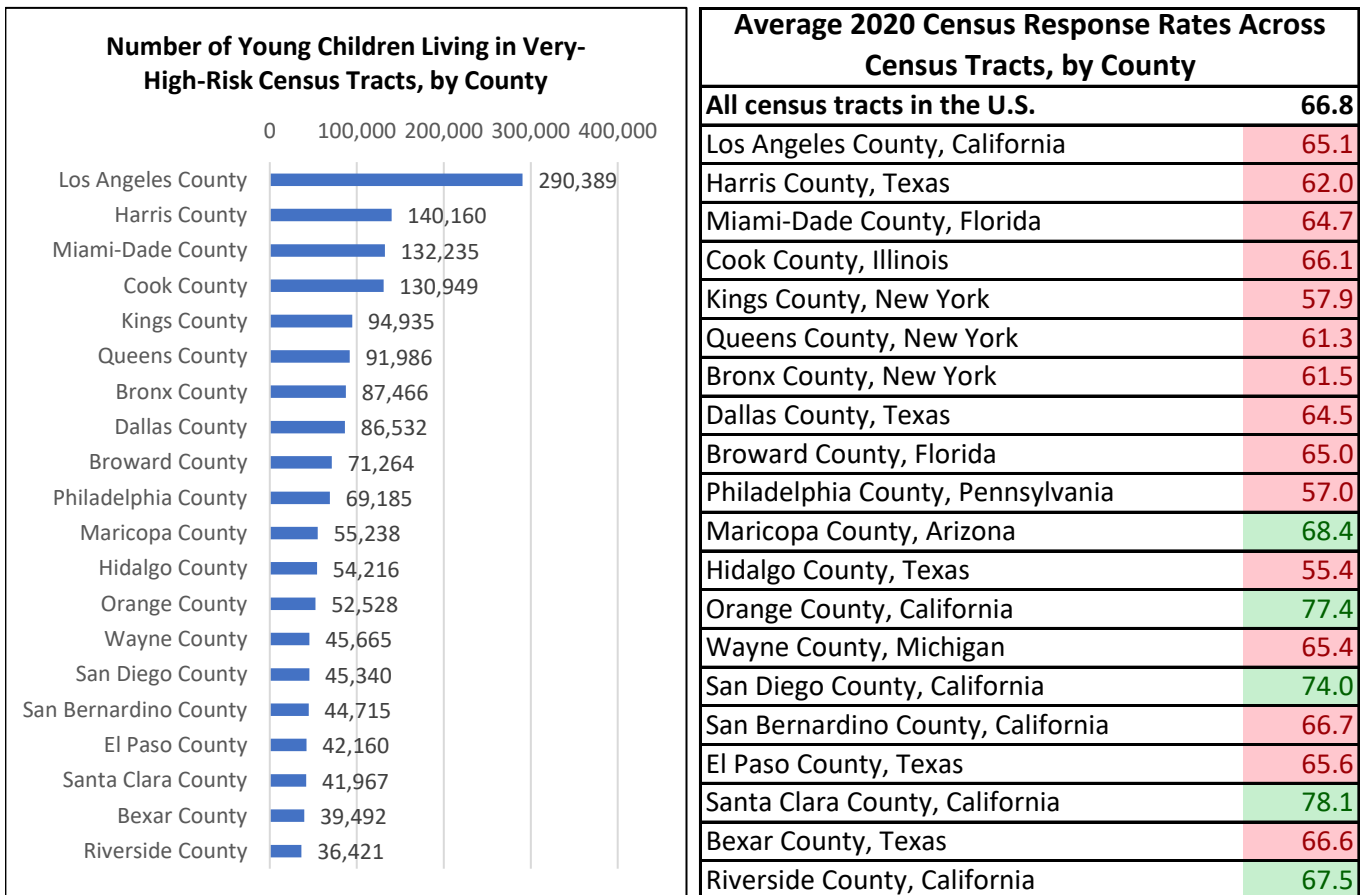 Number of Young Children Living in Very-
High-Risk Census Tracts, by County
0 100,000 200,000 300,000 400,000
Los Angeles County 290,389
Harris County 140,160
Miami-Dade County 132,235
Cook County 130,949
Kings County 94,935
Queens County 91,986
Bronx County 87,466
Dallas County 86,532
Broward County 71,264
Philadelphia County 69,185
Maricopa County 55,238
Hidalgo County 54,216
Orange County 52,528
Wayne County 45,665
San Diego County 45,340
San Bernardino County 44,715
El Paso County 42,160
Santa Clara County 41,967
Bexar County 39,492
Riverside County 36,421
Average 2020 Census Response Rates Across
Census Tracts, by County
All census tracts in the U.S. 66.8
Los Angeles County, California 65.1
Harris County, Texas 62.0
Miami-Dade County, Florida 64.7
Cook County, Illinois 66.1
Kings County, New York 57.9
Queens County, New York 61.3
Bronx County, New York 61.5
Dallas County, Texas 64.5
Broward County, Florida 65.0
Philadelphia County, Pennsylvania 57.0
Maricopa County, Arizona 68.4
Hidalgo County, Texas 55.4
Orange County, California 77.4
Wayne County, Michigan 65.4
San Diego County, California 74.0
San Bernardino County, California 66.7
El Paso County, Texas 65.6
Santa Clara County, California 78.1
Bexar County, Texas 66.6
Riverside County, California 67.5